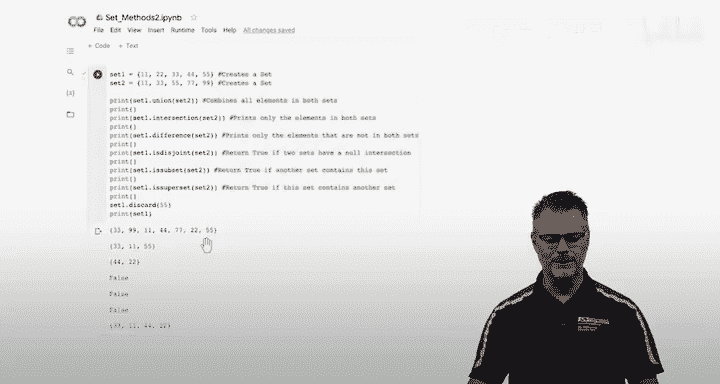 Set_Methods2.ipynb
File Edit View Insert Runtime Tools Help All changes saved
+ Code + Text
set1 = {11, 22, 33, 44, 55} #Creates a Set
set2 = {11, 33, 55, 77, 99} #Creates a Set
print(set1.union(set2)) #Combines all elements in both sets
print()
print(set1.intersection(set2)) #Prints only the elements in both sets
print()
print(set1.difference(set2)) #Prints only the elements that are not in both sets
print()
print(set1.isdisjoint(set2)) #Return True if two sets have a null intersection
print()
print(set1.issubset(set2)) #Return True if another set contains this set
print()
print(set1.issuperset(set2)) #Return True if this set contains another set
print()
set1.discard(55)
print(set1)
{33, 99, 11, 44, 77, 22, 55}
{33, 11, 55}
{44, 22}
False
False
False
{33, 11, 44, 22}